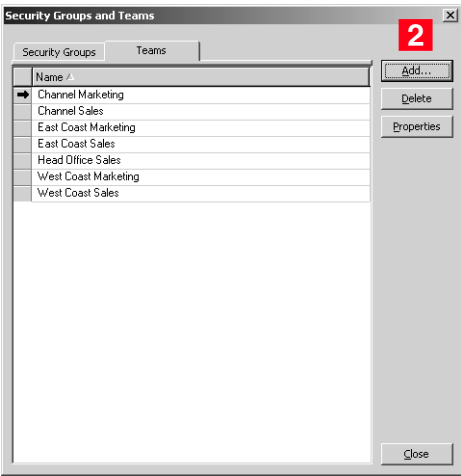 Security Groups and Teams
2
Security Groups
Teams
Add...
Name
Delete
Channel Marketing
Channel Sales
Properties
East Coast Marketing
East Coast Sales
Head Office Sales
West Coast Marketing
West Coast Sales
Close